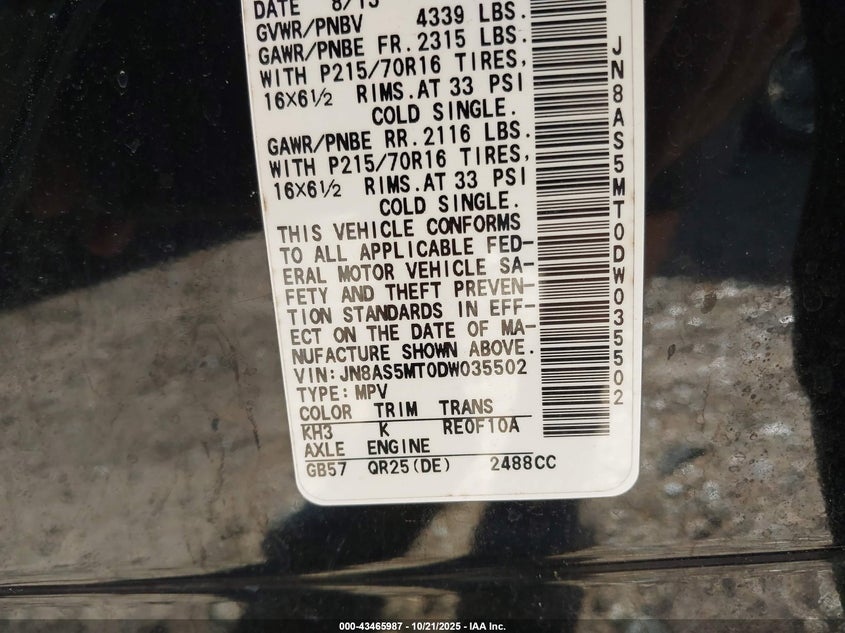 DATE 8/13
GVWR/PNBV 4339 LBS.
GAWR/PNBE FR. 2315 LBS.
WITH P215/70R16 TIRES,
16X6½ RIMS. AT 33 PSI
COLD SINGLE.
GAWR/PNBE RR. 2116 LBS.
WITH P215/70R16 TIRES,
16X6½ RIMS. AT 33 PSI
COLD SINGLE.
THIS VEHICLE CONFORMS
TO ALL APPLICABLE FED-
ERAL MOTOR VEHICLE SA-
FETY AND THEFT PREVEN-
TION STANDARDS IN EFF-
ECT ON THE DATE OF MA-
NUFACTURE SHOWN ABOVE.
VIN: JN8AS5MT0DW035502
TYPE: MPV
COLOR TRIM TRANS
KH3 K RE0F10A
AXLE ENGINE
GB57 QR25(DE) 2488CC
JN8AS5MT0DW035502
000-43465987 - 10/21/2025 - IAA Inc.